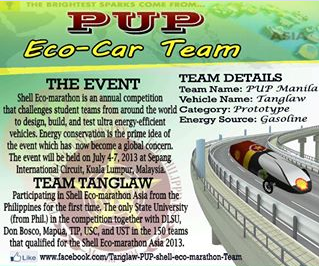 THE BRIGHTEST SPARKS COME FROM...
PUP
Eco-Car Team
THE EVENT
Shell Eco-marathon is an annual competition
that challenges student teams from around the world
to design, build, and test ultra energy-efficient
vehicles. Energy conservation is the prime idea of
the event which has now become a global concern.
The event will be held on July 4-7, 2013 at Sepang
International Circuit, Kuala Lumpur, Malaysia.
TEAM TANGLAW
Participating in Shell Eco-marathon Asia from the
Philippines for the first time. The only State University
(from Phil.) in the competition together with DLSU,
Don Bosco, Mapua, TIP, USC, and UST in the 150 teams
that qualified for the Shell Eco-marathon Asia 2013.
TEAM DETAILS
Team Name: PUP Manila
Vehicle Name: Tanglaw
Category: Prototype
Energy Source: Gasoline
Like www.facebook.com/Tanglaw-PUP-shell-eco-marathon-Team